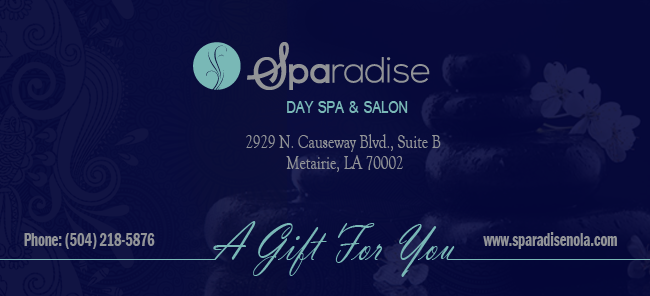 Sparadise
DAY SPA & SALON
2929 N. Causeway Blvd., Suite B
Metairie, LA 70002
Phone: (504) 218-5876
A Gift For You
www.sparadisenola.com